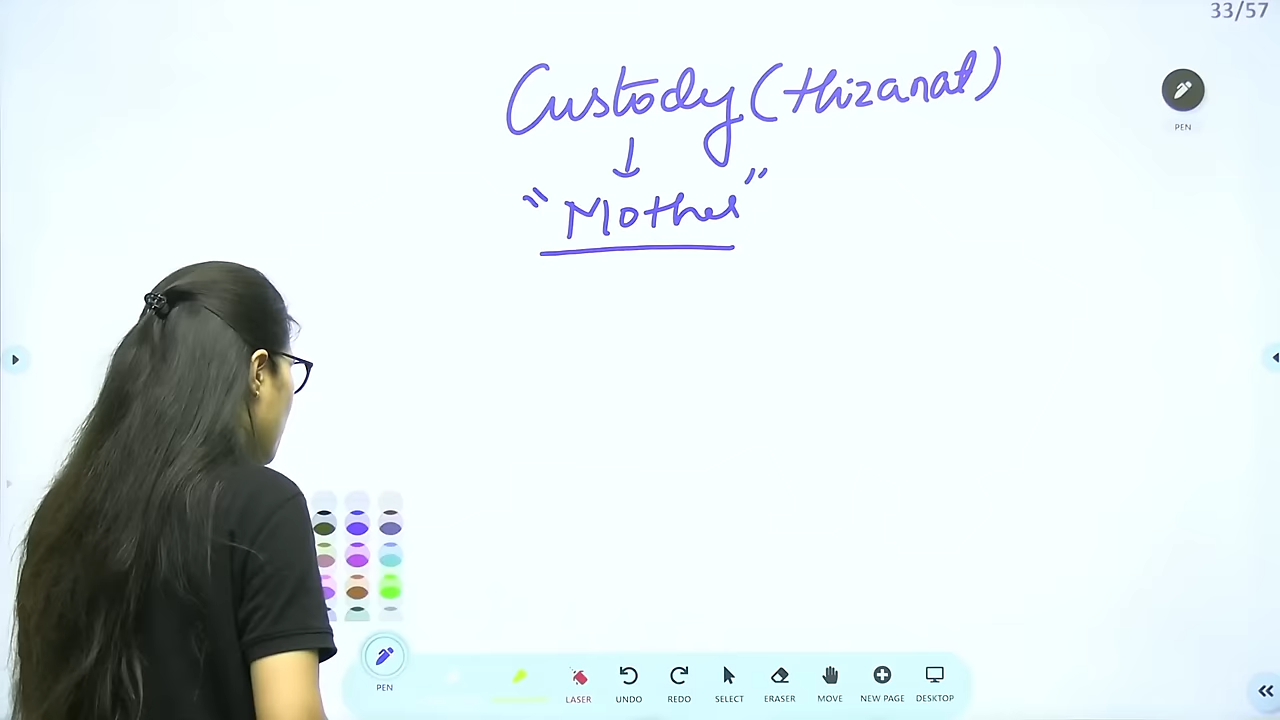 33/57
Custody (Hizanat)
↓
"Mother"
PEN
PEN
LASER
UNDO
REDO
SELECT
ERASER
MOVE
NEW PAGE
DESKTOP